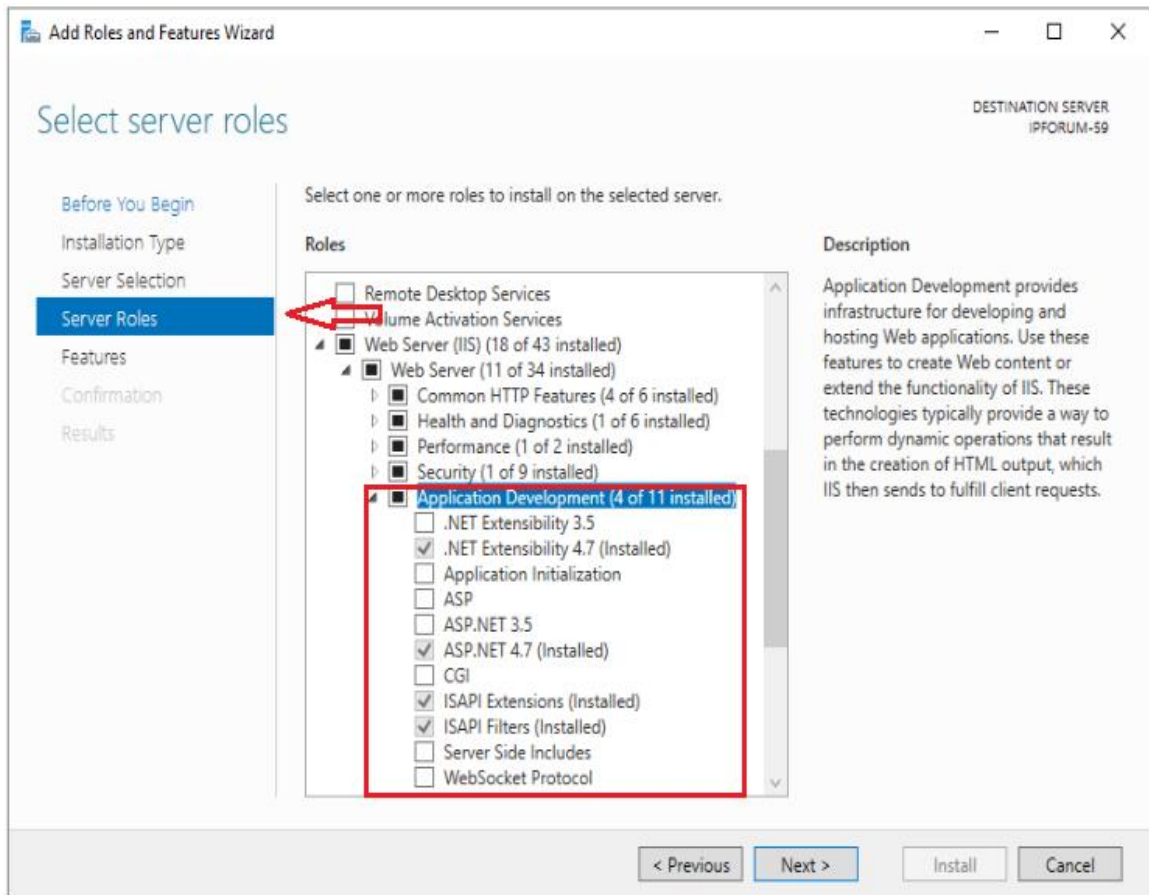 Add Roles and Features Wizard
Select server roles
DESTINATION SERVER
IPFORUM-59
Before You Begin
Installation Type
Server Selection
Server Roles
Features
Confirmation
Results
Select one or more roles to install on the selected server.
Roles
Remote Desktop Services
Volume Activation Services
Web Server (IIS) (18 of 43 installed)
Web Server (11 of 34 installed)
Common HTTP Features (4 of 6 installed)
Health and Diagnostics (1 of 6 installed)
Performance (1 of 2 installed)
Security (1 of 9 installed)
Application Development (4 of 11 installed)
.NET Extensibility 3.5
.NET Extensibility 4.7 (Installed)
Application Initialization
ASP
ASP.NET 3.5
ASP.NET 4.7 (Installed)
CGI
ISAPI Extensions (Installed)
ISAPI Filters (Installed)
Server Side Includes
WebSocket Protocol
Description
Application Development provides
infrastructure for developing and
hosting Web applications. Use these
features to create Web content or
extend the functionality of IIS. These
technologies typically provide a way to
perform dynamic operations that result
in the creation of HTML output, which
IIS then sends to fulfill client requests.
< Previous
Next >
Install
Cancel